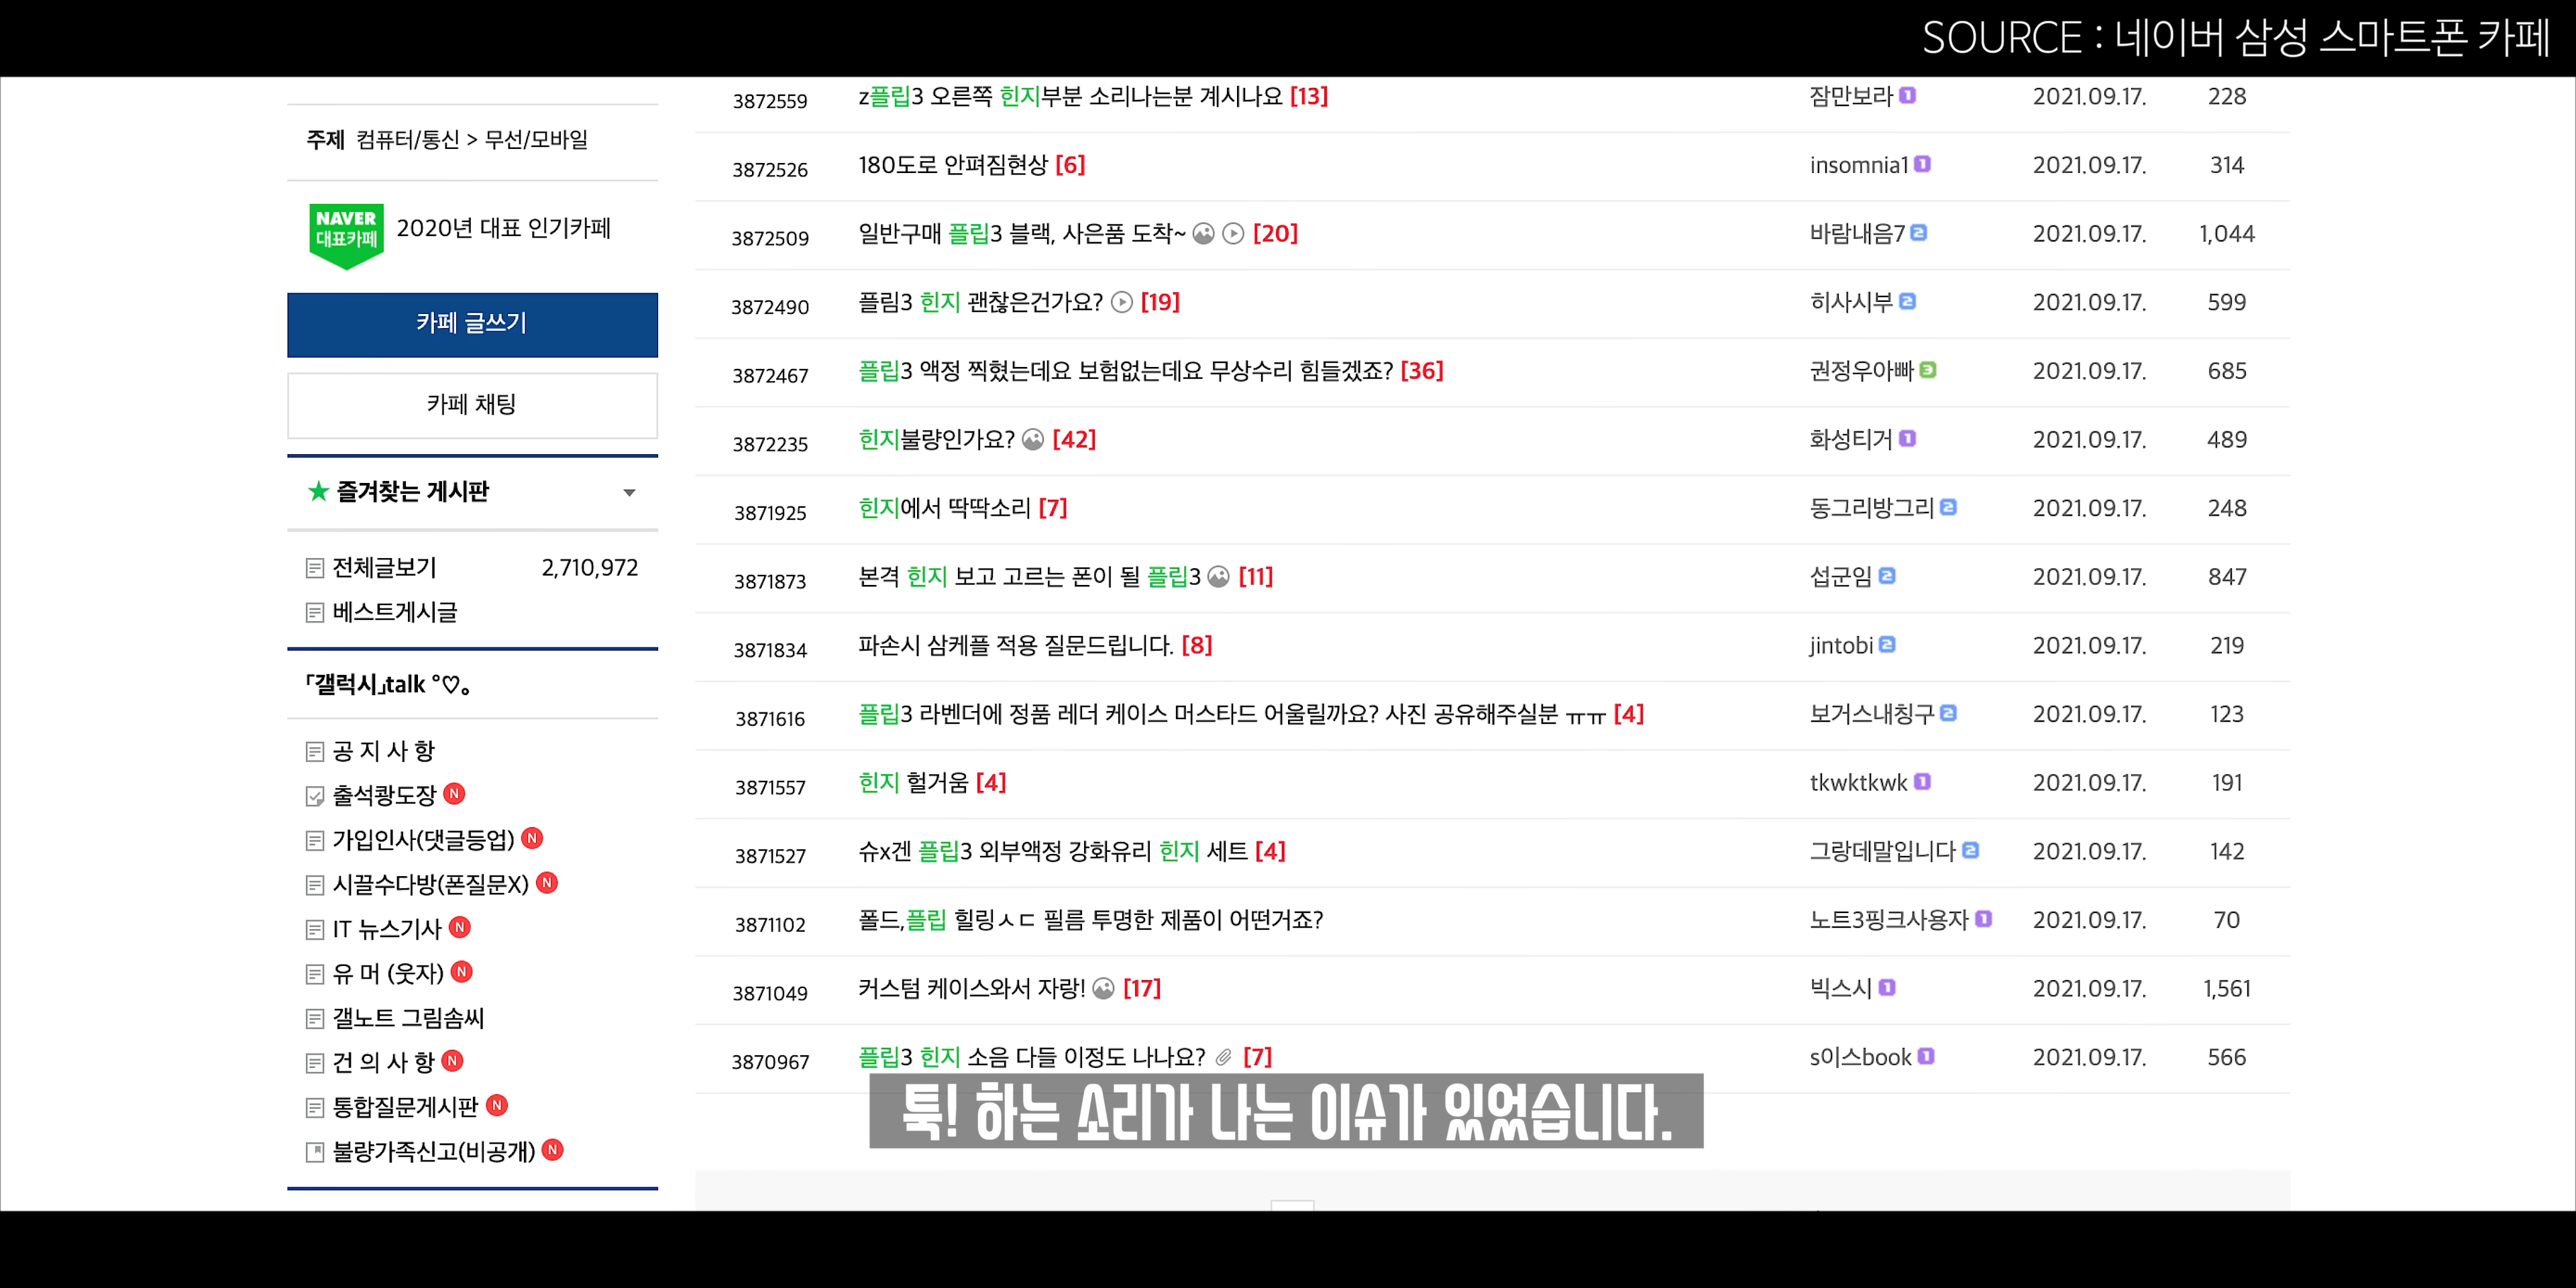 SOURCE : 네이버 삼성 스마트폰 카페
주제 컴퓨터/통신 > 무선/모바일
NAVER
대표카페
2020년 대표 인기카페
카페 글쓰기
카페 채팅
★ 즐겨찾는 게시판
전체글보기 2,710,972
베스트게시글
「갤럭시」talk °♡。
공 지 사 항
출석쾅도장 N
가입인사(댓글등업) N
시끌수다방(폰질문X) N
IT 뉴스기사 N
유 머 (웃자) N
갤노트 그림솜씨
건 의 사 항 N
통합질문게시판 N
불량가족신고(비공개) N
3872559 z플립3 오른쪽 힌지부분 소리나는분 계시나요 [13] 잠만보라 1 2021.09.17. 228
3872526 180도로 안펴짐현상 [6] insomnia1 1 2021.09.17. 314
3872509 일반구매 플립3 블랙, 사은품 도착~ [20] 바람내음7 2 2021.09.17. 1,044
3872490 플림3 힌지 괜찮은건가요? [19] 히사시부 2 2021.09.17. 599
3872467 플립3 액정 찍혔는데요 보험없는데요 무상수리 힘들겠죠? [36] 권정우아빠 3 2021.09.17. 685
3872235 힌지불량인가요? [42] 화성티거 1 2021.09.17. 489
3871925 힌지에서 딱딱소리 [7] 동그리방그리 2 2021.09.17. 248
3871873 본격 힌지 보고 고르는 폰이 될 플립3 [11] 섭군임 2 2021.09.17. 847
3871834 파손시 삼케플 적용 질문드립니다. [8] jintobi 2 2021.09.17. 219
3871616 플립3 라벤더에 정품 레더 케이스 머스타드 어울릴까요? 사진 공유해주실분 ㅠㅠ [4] 보거스내칭구 2 2021.09.17. 123
3871557 힌지 헐거움 [4] tkwktkwk 1 2021.09.17. 191
3871527 슈x겐 플립3 외부액정 강화유리 힌지 세트 [4] 그랑데말입니다 2 2021.09.17. 142
3871102 폴드,플립 힐링ㅅㄷ 필름 투명한 제품이 어떤거죠? 노트3핑크사용자 1 2021.09.17. 70
3871049 커스텀 케이스와서 자랑! [17] 빅스시 1 2021.09.17. 1,561
3870967 플립3 힌지 소음 다들 이정도 나나요? [7] s이스book 1 2021.09.17. 566
툭! 하는 소리가 나는 이슈가 있었습니다.